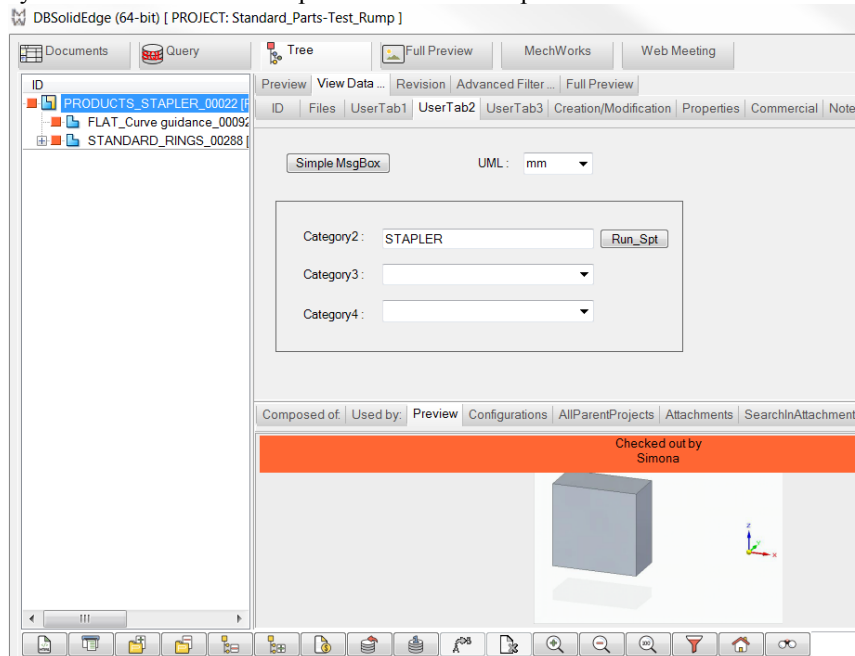 DBSolidEdge (64-bit) [ PROJECT: Standard_Parts-Test_Rump ]
Documents Query Tree Full Preview MechWorks Web Meeting
ID
PRODUCTS_STAPLER_00022 [F
FLAT_Curve guidance_00092
STANDARD_RINGS_00288 [
Preview View Data ... Revision Advanced Filter ... Full Preview
ID Files UserTab1 UserTab2 UserTab3 Creation/Modification Properties Commercial Note
Simple MsgBox UML : mm
Category2 : STAPLER Run_Spt
Category3 :
Category4 :
Composed of: Used by: Preview Configurations AllParentProjects Attachments SearchInAttachment
Checked out by
Simona
z
y
x